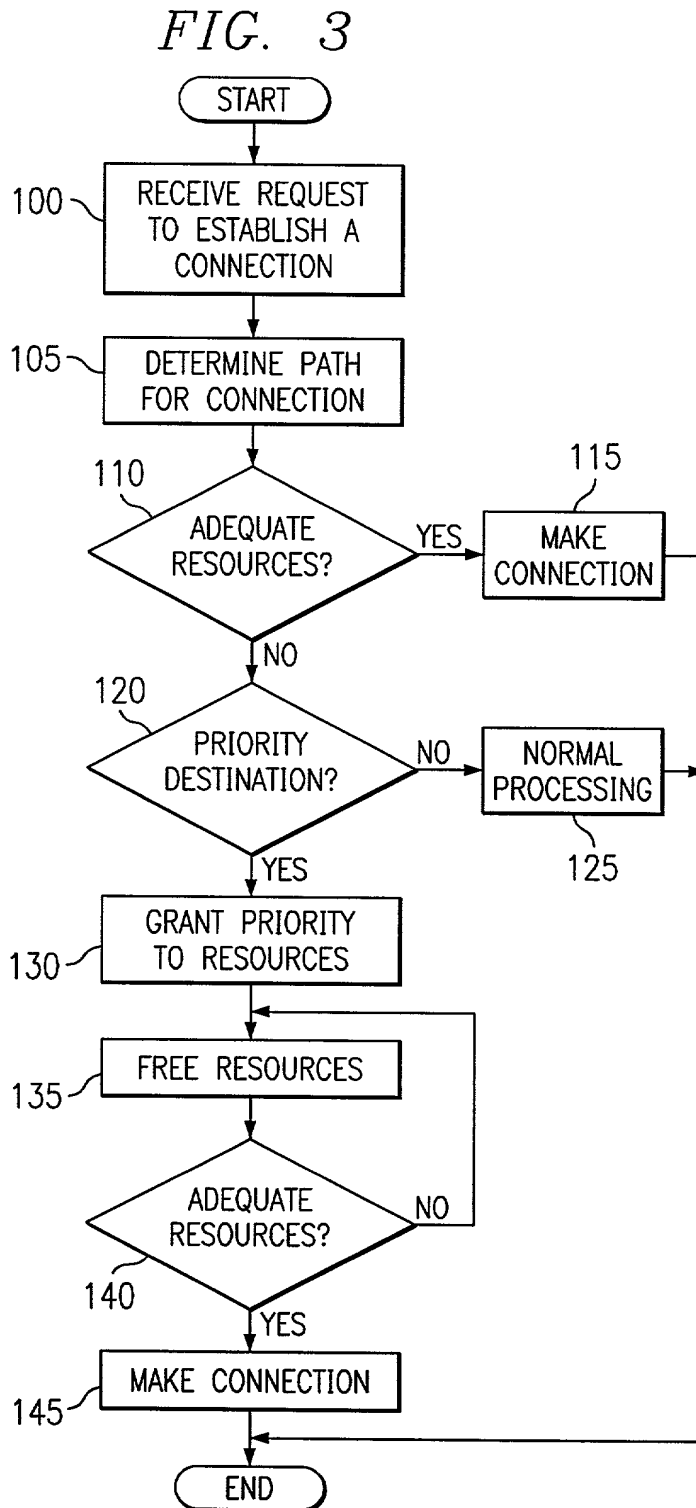 FIG. 3
START
100
RECEIVE REQUEST
TO ESTABLISH A
CONNECTION
105
DETERMINE PATH
FOR CONNECTION
110
ADEQUATE
RESOURCES?
YES
115
MAKE
CONNECTION
NO
120
PRIORITY
DESTINATION?
NO
NORMAL
PROCESSING
125
YES
130
GRANT PRIORITY
TO RESOURCES
135
FREE RESOURCES
ADEQUATE
RESOURCES?
NO
140
YES
145
MAKE CONNECTION
END